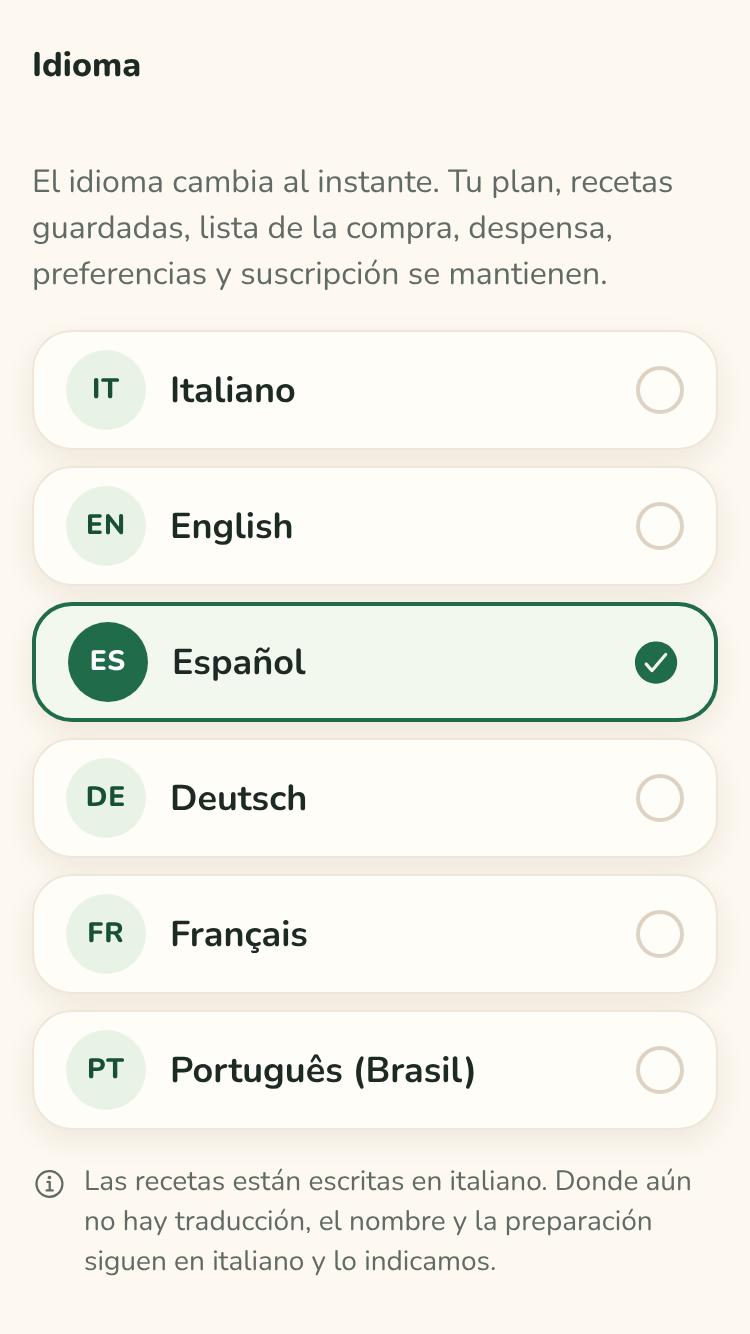 Idioma
El idioma cambia al instante. Tu plan, recetas
guardadas, lista de la compra, despensa,
preferencias y suscripción se mantienen.
IT Italiano
EN English
ES Español
DE Deutsch
FR Français
PT Português (Brasil)
Las recetas están escritas en italiano. Donde aún
no hay traducción, el nombre y la preparación
siguen en italiano y lo indicamos.